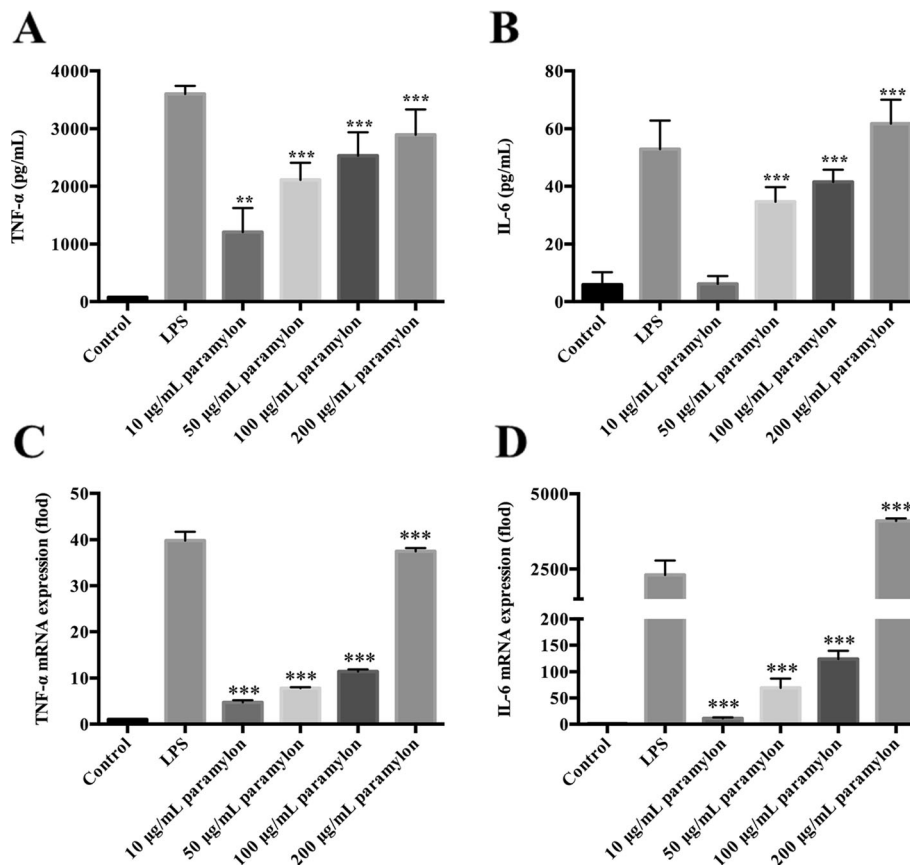 A
TNF-α (pg/mL)
4000
3000
2000
1000
0
**
***
***
***
Control
LPS
10 μg/mL paramylon
50 μg/mL paramylon
100 μg/mL paramylon
200 μg/mL paramylon
B
IL-6 (pg/mL)
80
60
40
20
0
***
***
***
Control
LPS
10 μg/mL paramylon
50 μg/mL paramylon
100 μg/mL paramylon
200 μg/mL paramylon
C
TNF-α mRNA expression (flod)
50
40
30
20
10
0
***
***
***
***
Control
LPS
10 μg/mL paramylon
50 μg/mL paramylon
100 μg/mL paramylon
200 μg/mL paramylon
D
IL-6 mRNA expression (flod)
5000
2500
200
150
100
50
0
***
***
***
***
Control
LPS
10 μg/mL paramylon
50 μg/mL paramylon
100 μg/mL paramylon
200 μg/mL paramylon